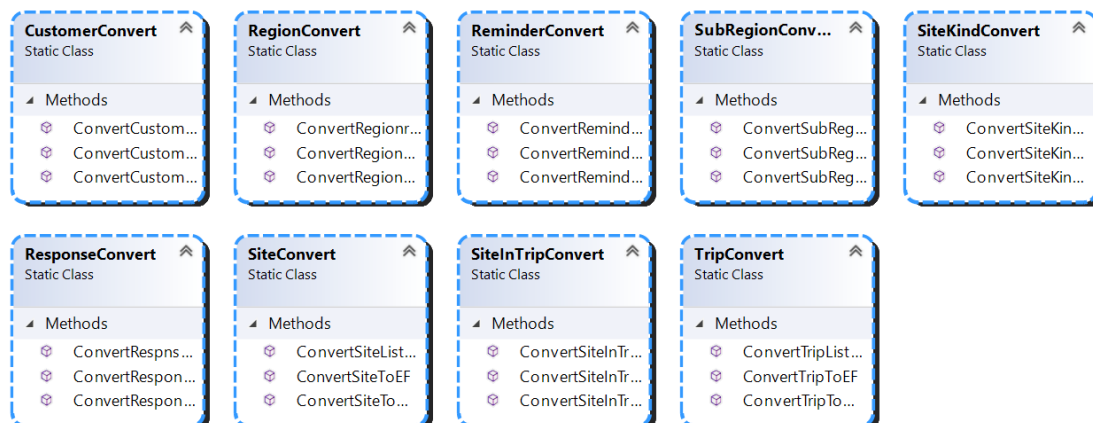 CustomerConvert
Static Class
Methods
ConvertCustom...
ConvertCustom...
ConvertCustom...
RegionConvert
Static Class
Methods
ConvertRegionr...
ConvertRegion...
ConvertRegion...
ReminderConvert
Static Class
Methods
ConvertRemind...
ConvertRemind...
ConvertRemind...
SubRegionConv...
Static Class
Methods
ConvertSubReg...
ConvertSubReg...
ConvertSubReg...
SiteKindConvert
Static Class
Methods
ConvertSiteKin...
ConvertSiteKin...
ConvertSiteKin...
ResponseConvert
Static Class
Methods
ConvertRespns...
ConvertRespon...
ConvertRespon...
SiteConvert
Static Class
Methods
ConvertSiteList...
ConvertSiteToEF
ConvertSiteTo...
SiteInTripConvert
Static Class
Methods
ConvertSiteInTr...
ConvertSiteInTr...
ConvertSiteInTr...
TripConvert
Static Class
Methods
ConvertTripList...
ConvertTripToEF
ConvertTripTo...